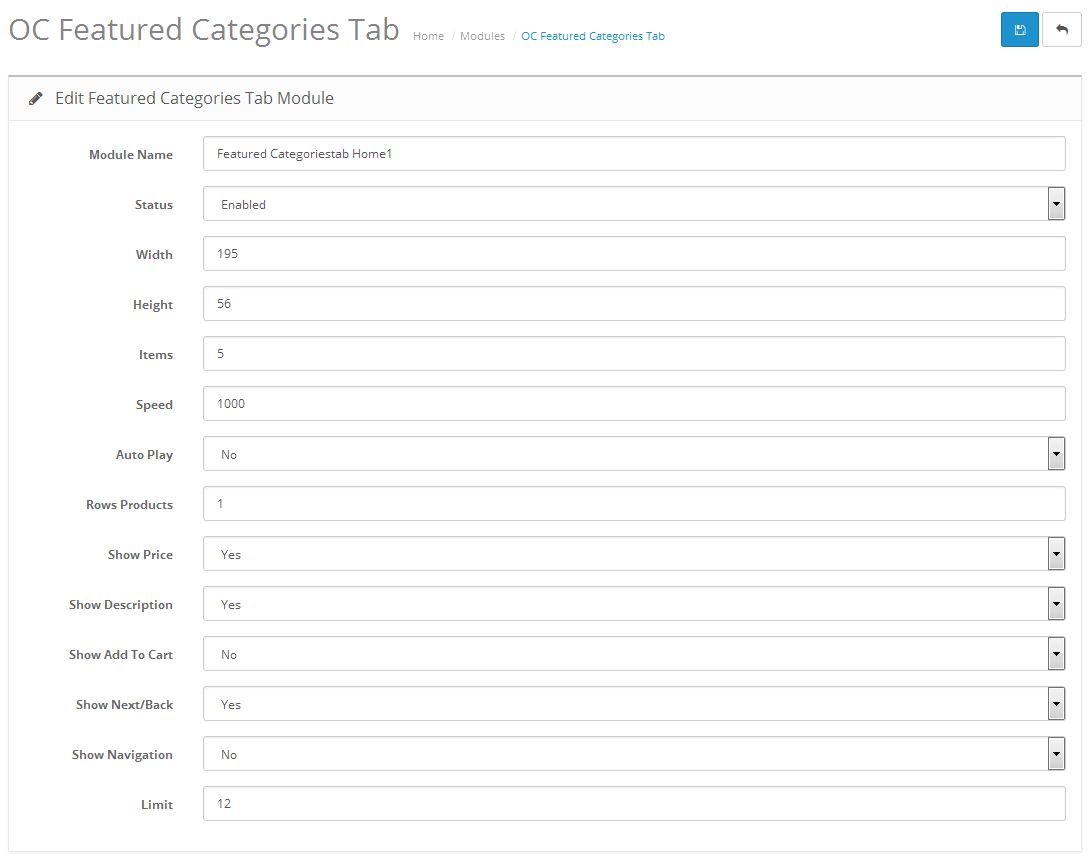 OC Featured Categories Tab Home / Modules / OC Featured Categories Tab
Edit Featured Categories Tab Module
Module Name Featured Categoriestab Home1
Status Enabled
Width 195
Height 56
Items 5
Speed 1000
Auto Play No
Rows Products 1
Show Price Yes
Show Description Yes
Show Add To Cart No
Show Next/Back Yes
Show Navigation No
Limit 12